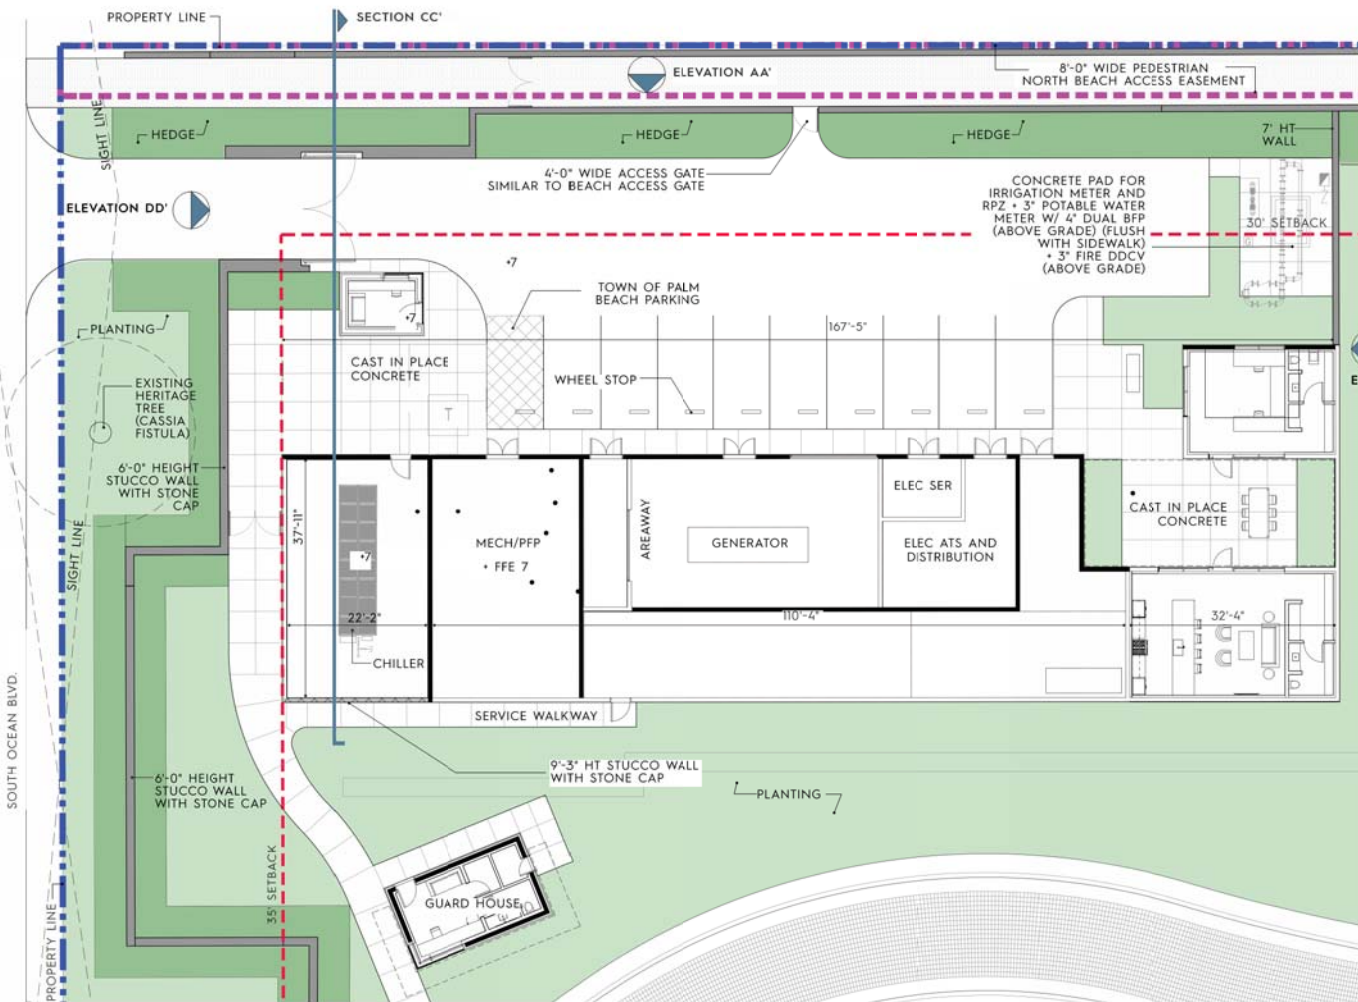 PROPERTY LINE
SECTION CC'
ELEVATION AA'
8'-0" WIDE PEDESTRIAN
NORTH BEACH ACCESS EASEMENT
SIGHT LINE
HEDGE
HEDGE
HEDGE
7' HT
WALL
4'-0" WIDE ACCESS GATE
SIMILAR TO BEACH ACCESS GATE
CONCRETE PAD FOR
IRRIGATION METER AND
RPZ + 3" POTABLE WATER
METER W/ 4" DUAL BFP
(ABOVE GRADE) (FLUSH
WITH SIDEWALK)
+ 3" FIRE DDCV
(ABOVE GRADE)
ELEVATION DD'
30' SETBACK
+7
TOWN OF PALM
BEACH PARKING
+7
PLANTING
167'-5"
CAST IN PLACE
CONCRETE
WHEEL STOP
EXISTING
HERITAGE
TREE
(CASSIA
FISTULA)
T
E
6'-0" HEIGHT
STUCCO WALL
WITH STONE
CAP
37'-11"
ELEC SER
CAST IN PLACE
CONCRETE
AREAWAY
SIGHT LINE
MECH/PFP
+ FFE 7
GENERATOR
ELEC ATS AND
DISTRIBUTION
+7
22'-2"
110'-4"
32'-4"
CHILLER
SOUTH OCEAN BLVD.
SERVICE WALKWAY
6'-0" HEIGHT
STUCCO WALL
WITH STONE CAP
9'-3" HT STUCCO WALL
WITH STONE CAP
PLANTING
35' SETBACK
GUARD HOUSE
PROPERTY LINE